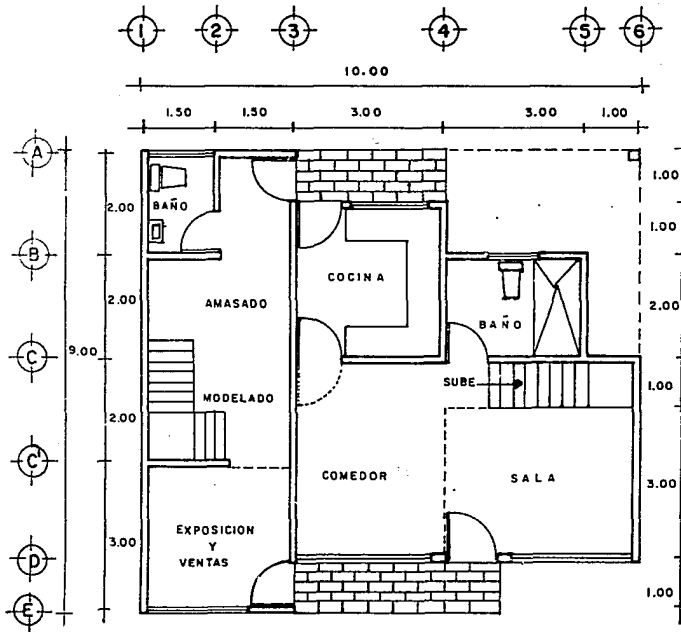 1 2 3 4 5 6
10.00
1.50 1.50 3.00 3.00 1.00
A
BAÑO
2.00
1.00
B
1.00
COCINA
AMASADO
2.00
2.00
BAÑO
9.00
C
SUBE
1.00
MODELADO
2.00
C'
COMEDOR
SALA
3.00
EXPOSICION
Y
VENTAS
3.00
D
1.00
E